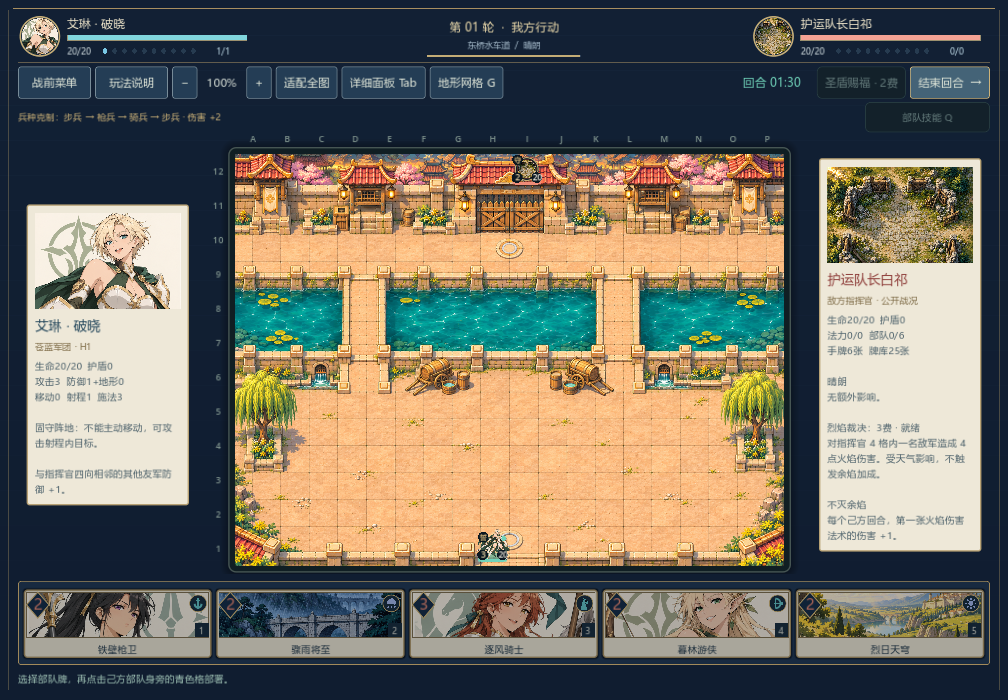 艾琳 · 破晓
20/20 1/1
第 01 轮 · 我方行动
东桥水车道 / 晴朗
护运队长白祁
20/20 0/0
战前菜单 玩法说明 − 100% + 适配全图 详细面板 Tab 地形网格 G 回合 01:30 圣盾赐福 · 2费 结束回合 →
兵种克制：步兵 → 枪兵 → 骑兵 → 步兵 · 伤害 +2
部队技能 Q
A B C D E F G H I J K L M N O P
12
11
10
9
8
7
6
5
4
3
2
1
艾琳 · 破晓
苍蓝军团 · H1
生命20/20 护盾0
攻击3 防御1+地形0
移动0 射程1 施法3
固守阵地：不能主动移动，可攻
击射程内目标。
与指挥官四向相邻的其他友军防
御 +1。
护运队长白祁
敌方指挥官 · 公开战况
生命20/20 护盾0
法力0/0 部队0/6
手牌6张 牌库25张
晴朗
无额外影响。
烈焰裁决：3费 · 就绪
对指挥官 4 格内一名敌军造成 4
点火焰伤害。受天气影响，不触
发余焰加成。
不灭余焰
每个己方回合，第一张火焰伤害
法术的伤害 +1。
2 1
铁壁枪卫
2 2
骤雨将至
3 3
逐风骑士
2 4
暮林游侠
2 5
烈日天穹
选择部队牌，再点击己方部队身旁的青色格部署。